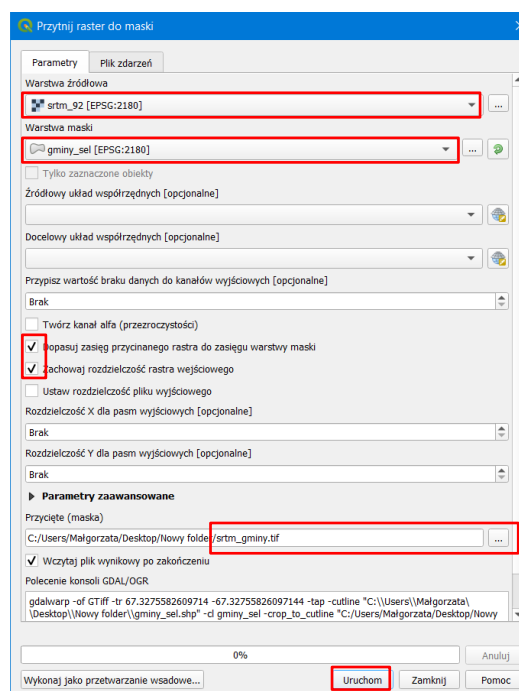 Przytnij raster do maski
Parametry
Plik zdarzeń
Warstwa źródłowa
srtm_92 [EPSG:2180]
...
Warstwa maski
gminy_sel [EPSG:2180]
...
Tylko zaznaczone obiekty
Źródłowy układ współrzędnych [opcjonalne]
Docelowy układ współrzędnych [opcjonalne]
Przypisz wartość braku danych do kanałów wyjściowych [opcjonalne]
Brak
Twórz kanał alfa (przezroczystości)
Dopasuj zasięg przycinanego rastra do zasięgu warstwy maski
Zachowaj rozdzielczość rastra wejściowego
Ustaw rozdzielczość pliku wyjściowego
Rozdzielczość X dla pasm wyjściowych [opcjonalne]
Brak
Rozdzielczość Y dla pasm wyjściowych [opcjonalne]
Brak
Parametry zaawansowane
Przycięte (maska)
C:/Users/Małgorzata/Desktop/Nowy folder/srtm_gminy.tif
...
Wczytaj plik wynikowy po zakończeniu
Polecenie konsoli GDAL/OGR
gdalwarp -of GTiff -tr 67.3275582609714 -67.32755826097144 -tap -cutline "C:\\Users\\Małgorzata\
\Desktop\\Nowy folder\\gminy_sel.shp" -cl gminy_sel -crop_to_cutline "C:/Users/Małgorzata/Desktop/Nowy
0%
Anuluj
Wykonaj jako przetwarzanie wsadowe...
Uruchom
Zamknij
Pomoc